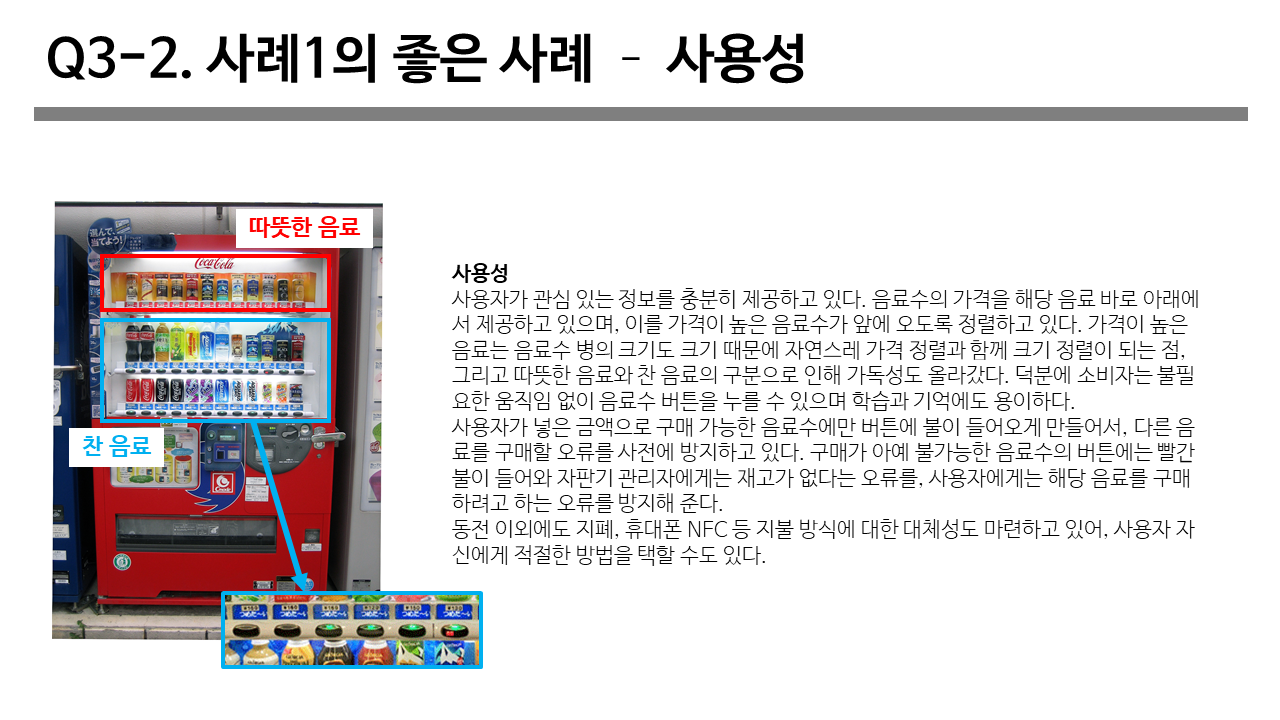 Q3-2. 사례1의 좋은 사례 - 사용성
따뜻한 음료
選んで、
当てよう!
Coca-Cola
찬 음료
사용성
사용자가 관심 있는 정보를 충분히 제공하고 있다. 음료수의 가격을 해당 음료 바로 아래에
서 제공하고 있으며, 이를 가격이 높은 음료수가 앞에 오도록 정렬하고 있다. 가격이 높은
음료는 음료수 병의 크기도 크기 때문에 자연스레 가격 정렬과 함께 크기 정렬이 되는 점,
그리고 따뜻한 음료와 찬 음료의 구분으로 인해 가독성도 올라갔다. 덕분에 소비자는 불필
요한 움직임 없이 음료수 버튼을 누를 수 있으며 학습과 기억에도 용이하다.
사용자가 넣은 금액으로 구매 가능한 음료수에만 버튼에 불이 들어오게 만들어서, 다른 음
료를 구매할 오류를 사전에 방지하고 있다. 구매가 아예 불가능한 음료수의 버튼에는 빨간
불이 들어와 자판기 관리자에게는 재고가 없다는 오류를, 사용자에게는 해당 음료를 구매
하려고 하는 오류를 방지해 준다.
동전 이외에도 지폐, 휴대폰 NFC 등 지불 방식에 대한 대체성도 마련하고 있어, 사용자 자
신에게 적절한 방법을 택할 수도 있다.